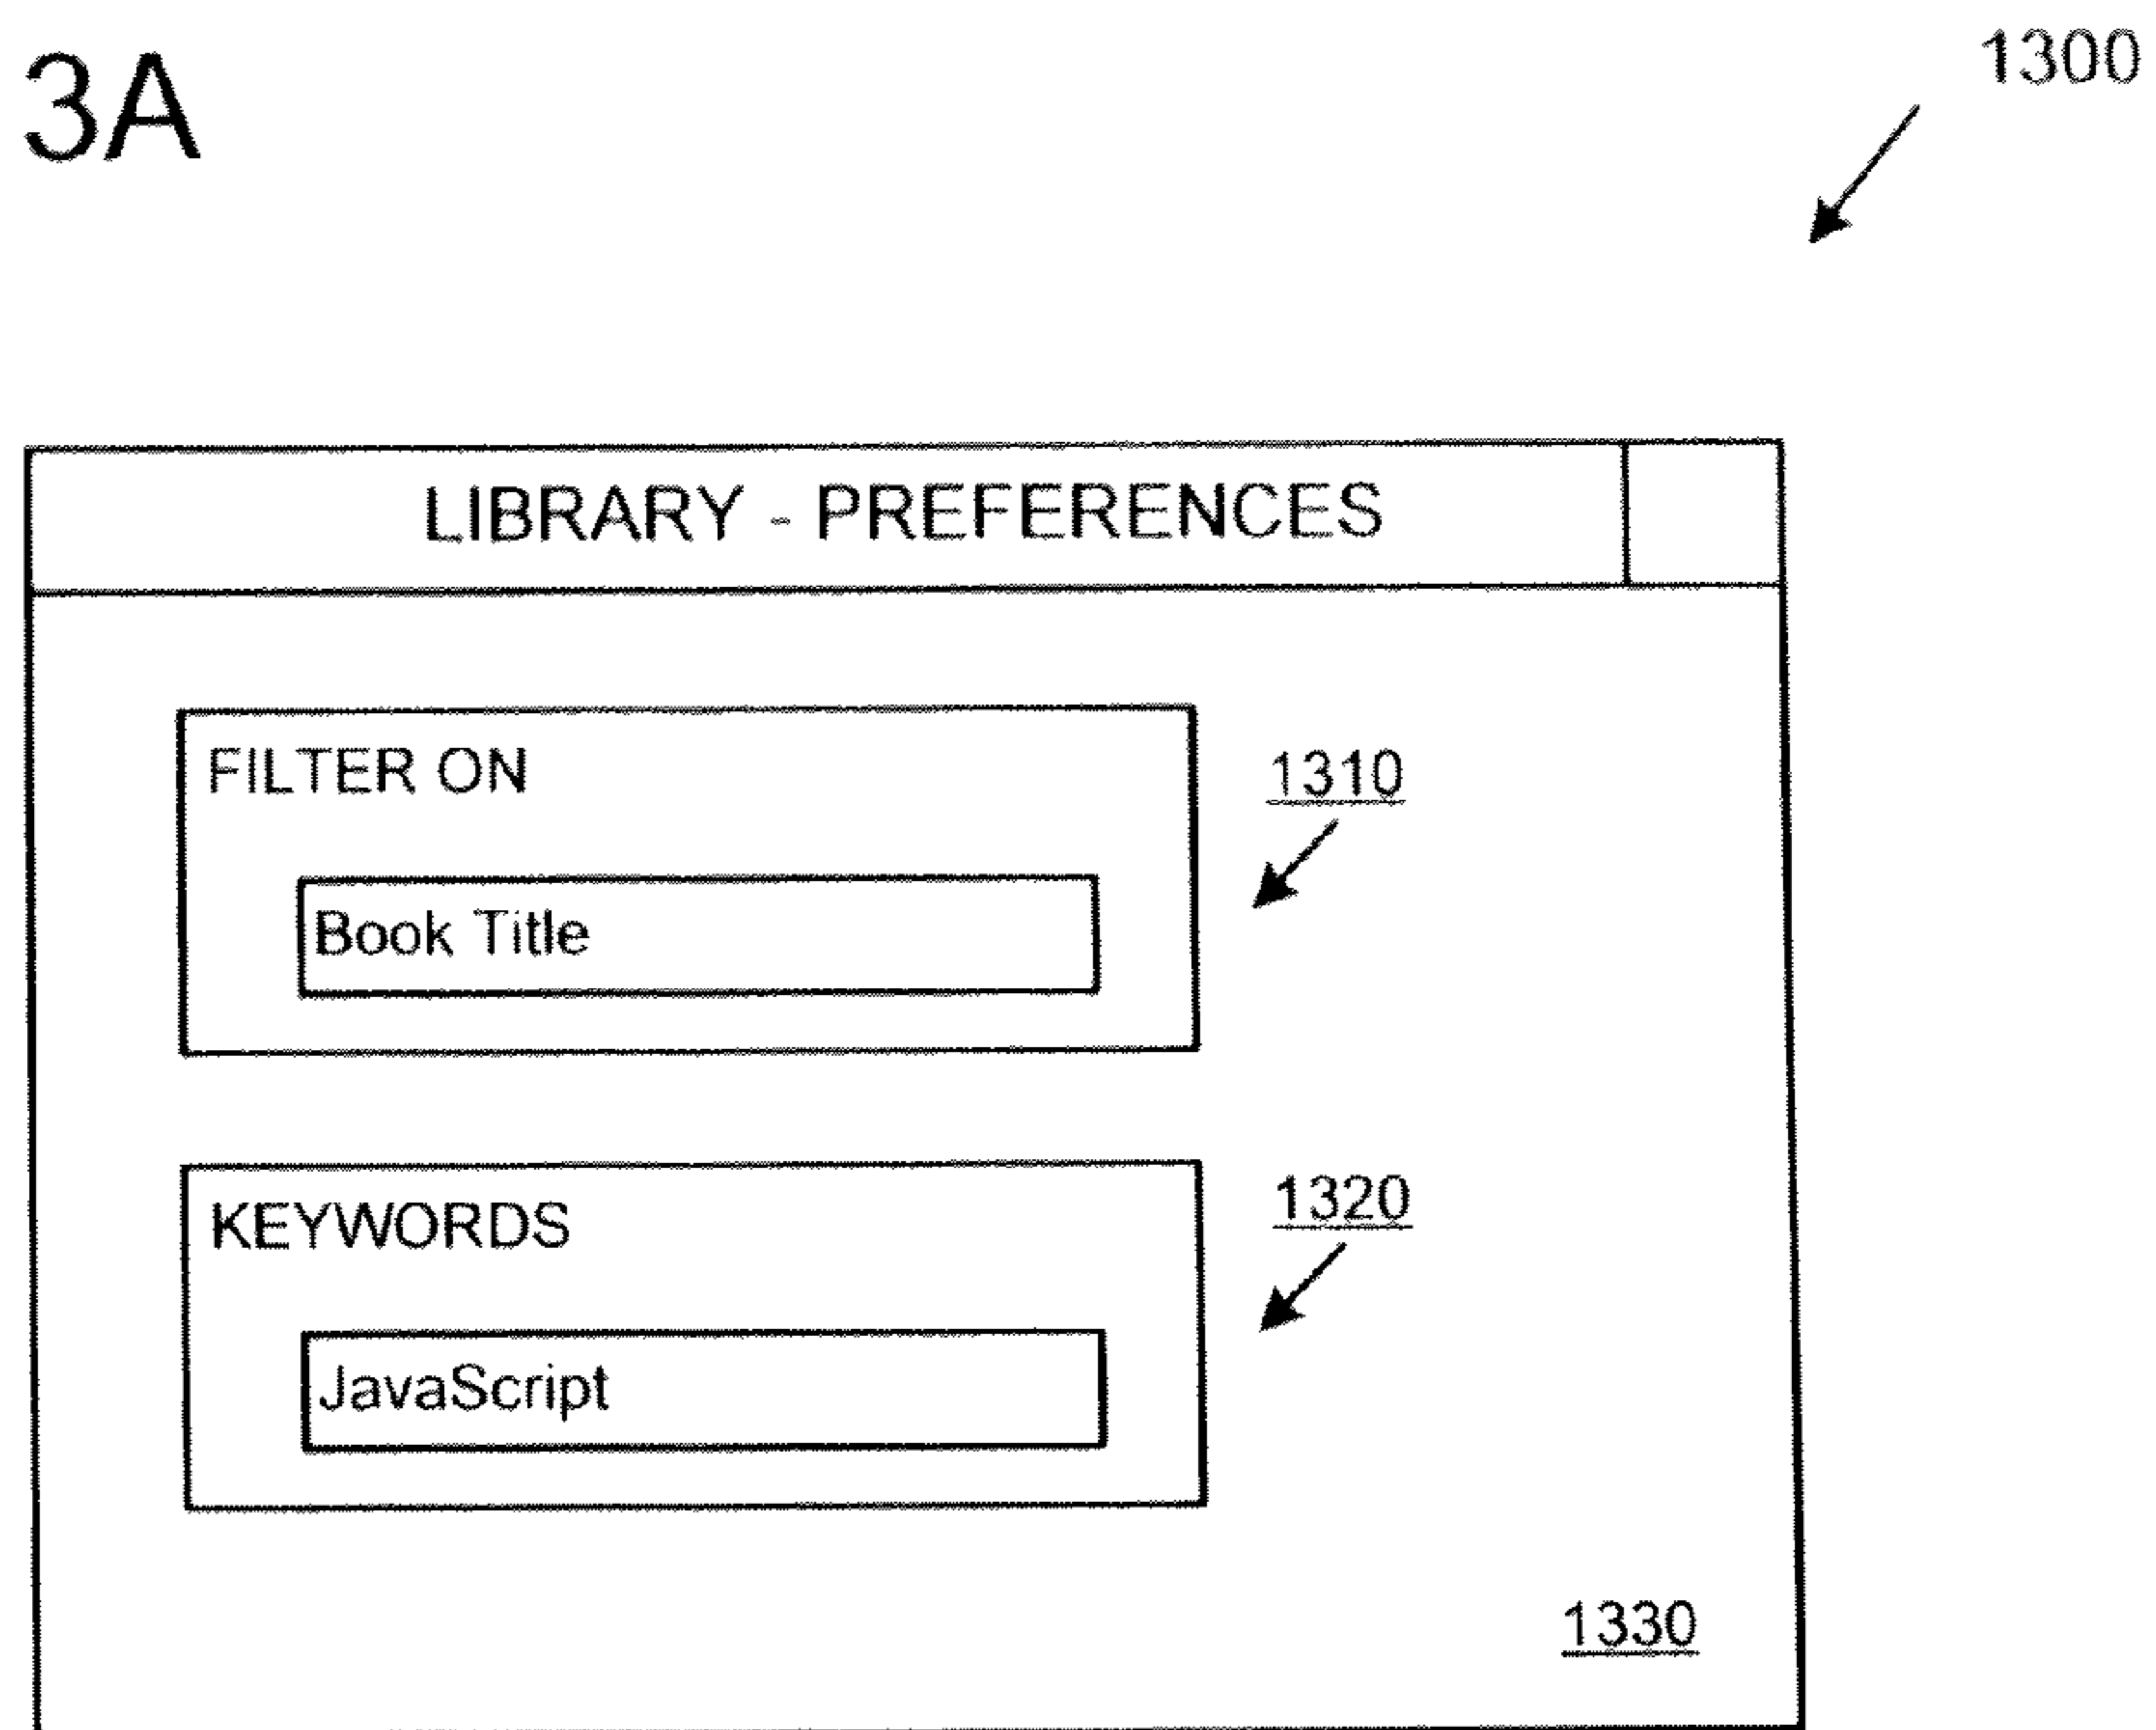 3A
1300
LIBRARY - PREFERENCES
FILTER ON
1310
Book Title
KEYWORDS
1320
JavaScript
1330